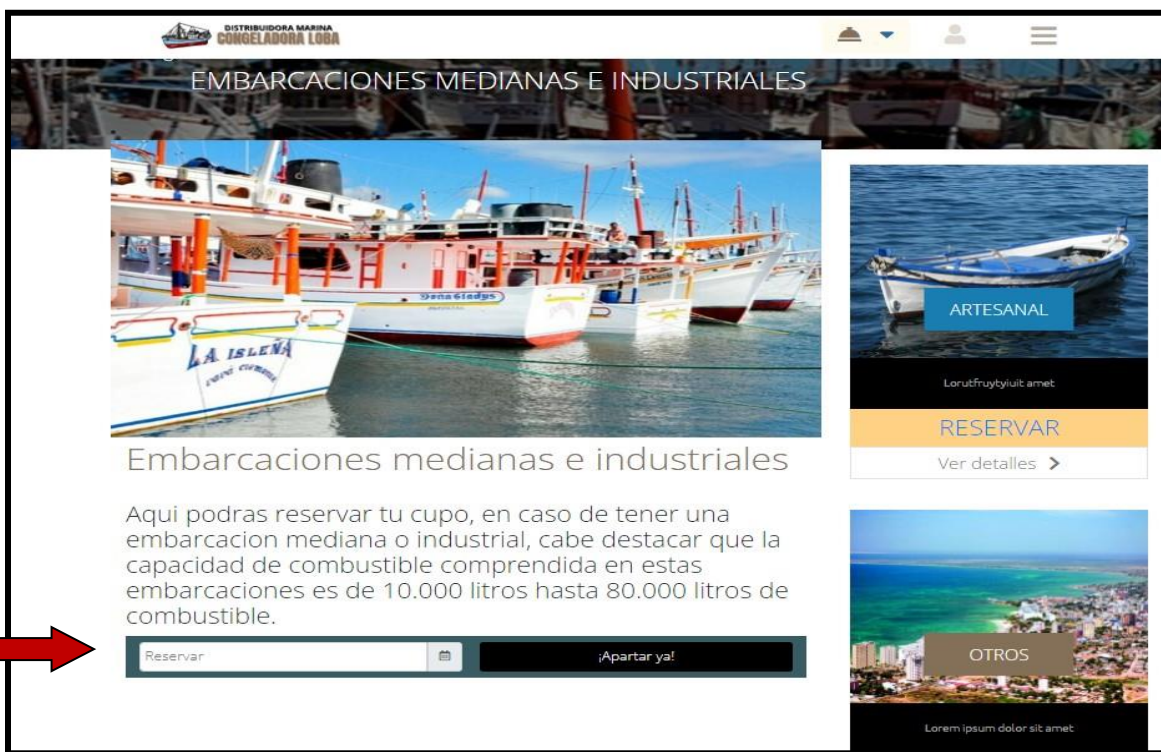 DISTRIBUIDORA MARINA
CONGELADORA LOBA
EMBARCACIONES MEDIANAS E INDUSTRIALES
Doña Gladys
LA ISLEÑA
ARTESANAL
Lorutfruytyiuit amet
RESERVAR
Ver detalles
Embarcaciones medianas e industriales
Aqui podras reservar tu cupo, en caso de tener una
embarcacion mediana o industrial, cabe destacar que la
capacidad de combustible comprendida en estas
embarcaciones es de 10.000 litros hasta 80.000 litros de
combustible.
Reservar
¡Apartar ya!
OTROS
Lorem ipsum dolor sit amet